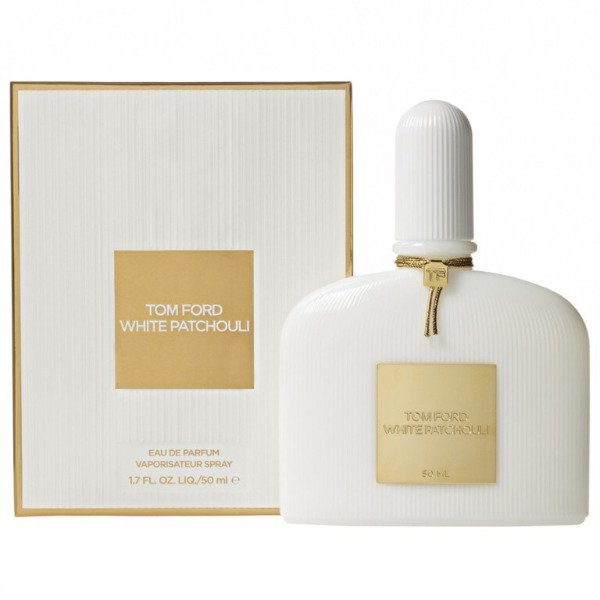 TOM FORD
WHITE PATCHOULI
EAU DE PARFUM
VAPORISATEUR SPRAY
1.7 FL. OZ. LIQ./50 ml ℮
TF
TOM FORD
WHITE PATCHOULI
50 ML